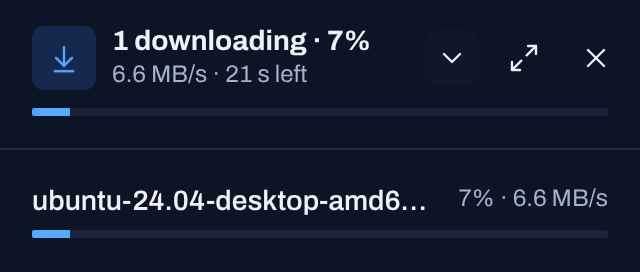 1 downloading · 7%
6.6 MB/s · 21 s left
ubuntu-24.04-desktop-amd6... 7% · 6.6 MB/s